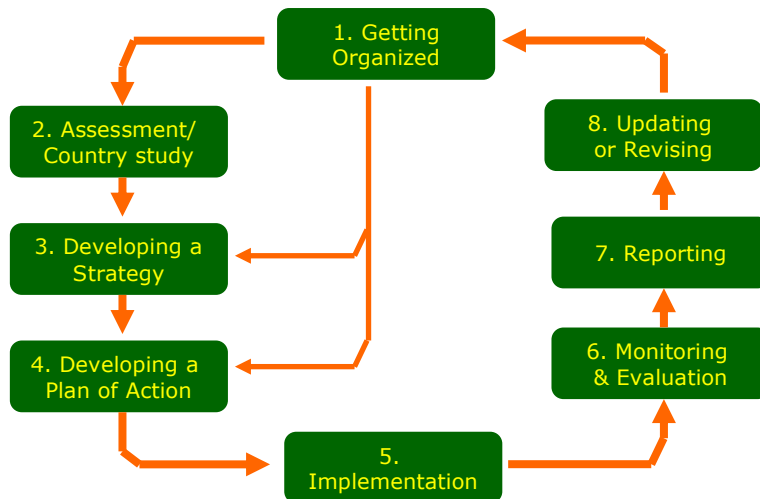 1. Getting
Organized
2. Assessment/
Country study
3. Developing a
Strategy
4. Developing a
Plan of Action
5.
Implementation
6. Monitoring
& Evaluation
7. Reporting
8. Updating
or Revising